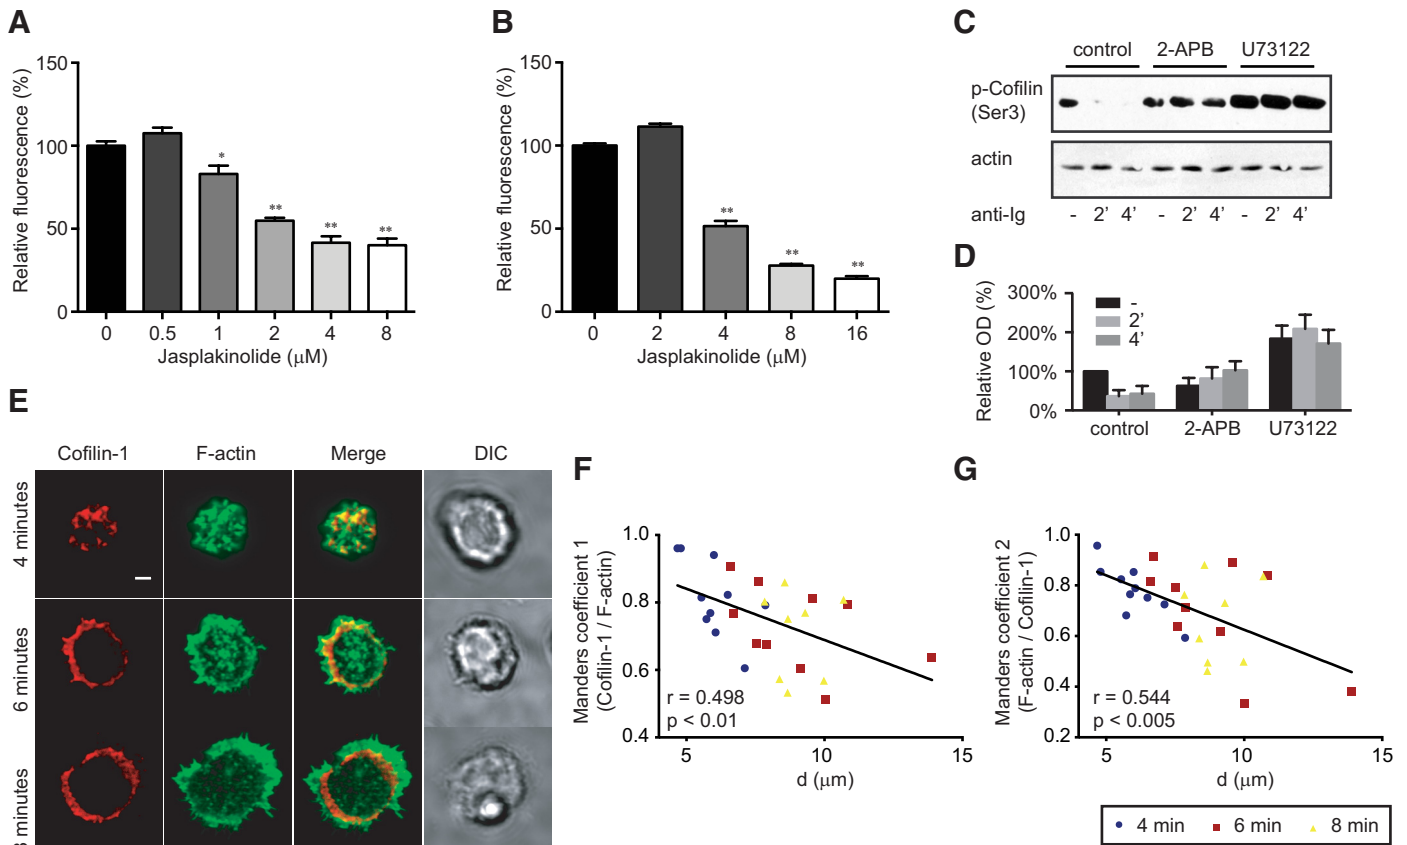 A
150
100
50
0
Relative fluorescence (%)
*
**
**
**
0 0.5 1 2 4 8
Jasplakinolide (μM)
B
150
100
50
0
Relative fluorescence (%)
**
**
**
0 2 4 8 16
Jasplakinolide (μM)
C
control 2-APB U73122
p-Cofilin
(Ser3)
actin
anti-Ig - 2’ 4’ - 2’ 4’ - 2’ 4’
D
300%
200%
100%
0%
Relative OD (%)
-
2’
4’
control 2-APB U73122
E
Cofilin-1 F-actin Merge DIC
4 minutes
6 minutes
minutes
F
1.0
0.8
0.6
0.4
Manders coefficient 1
(Cofilin-1 / F-actin)
r = 0.498
p < 0.01
5 10 15
d (μm)
G
1.0
0.8
0.6
0.4
0.2
Manders coefficient 2
(F-actin / Cofilin-1)
r = 0.544
p < 0.005
5 10 15
d (μm)
4 min 6 min 8 min